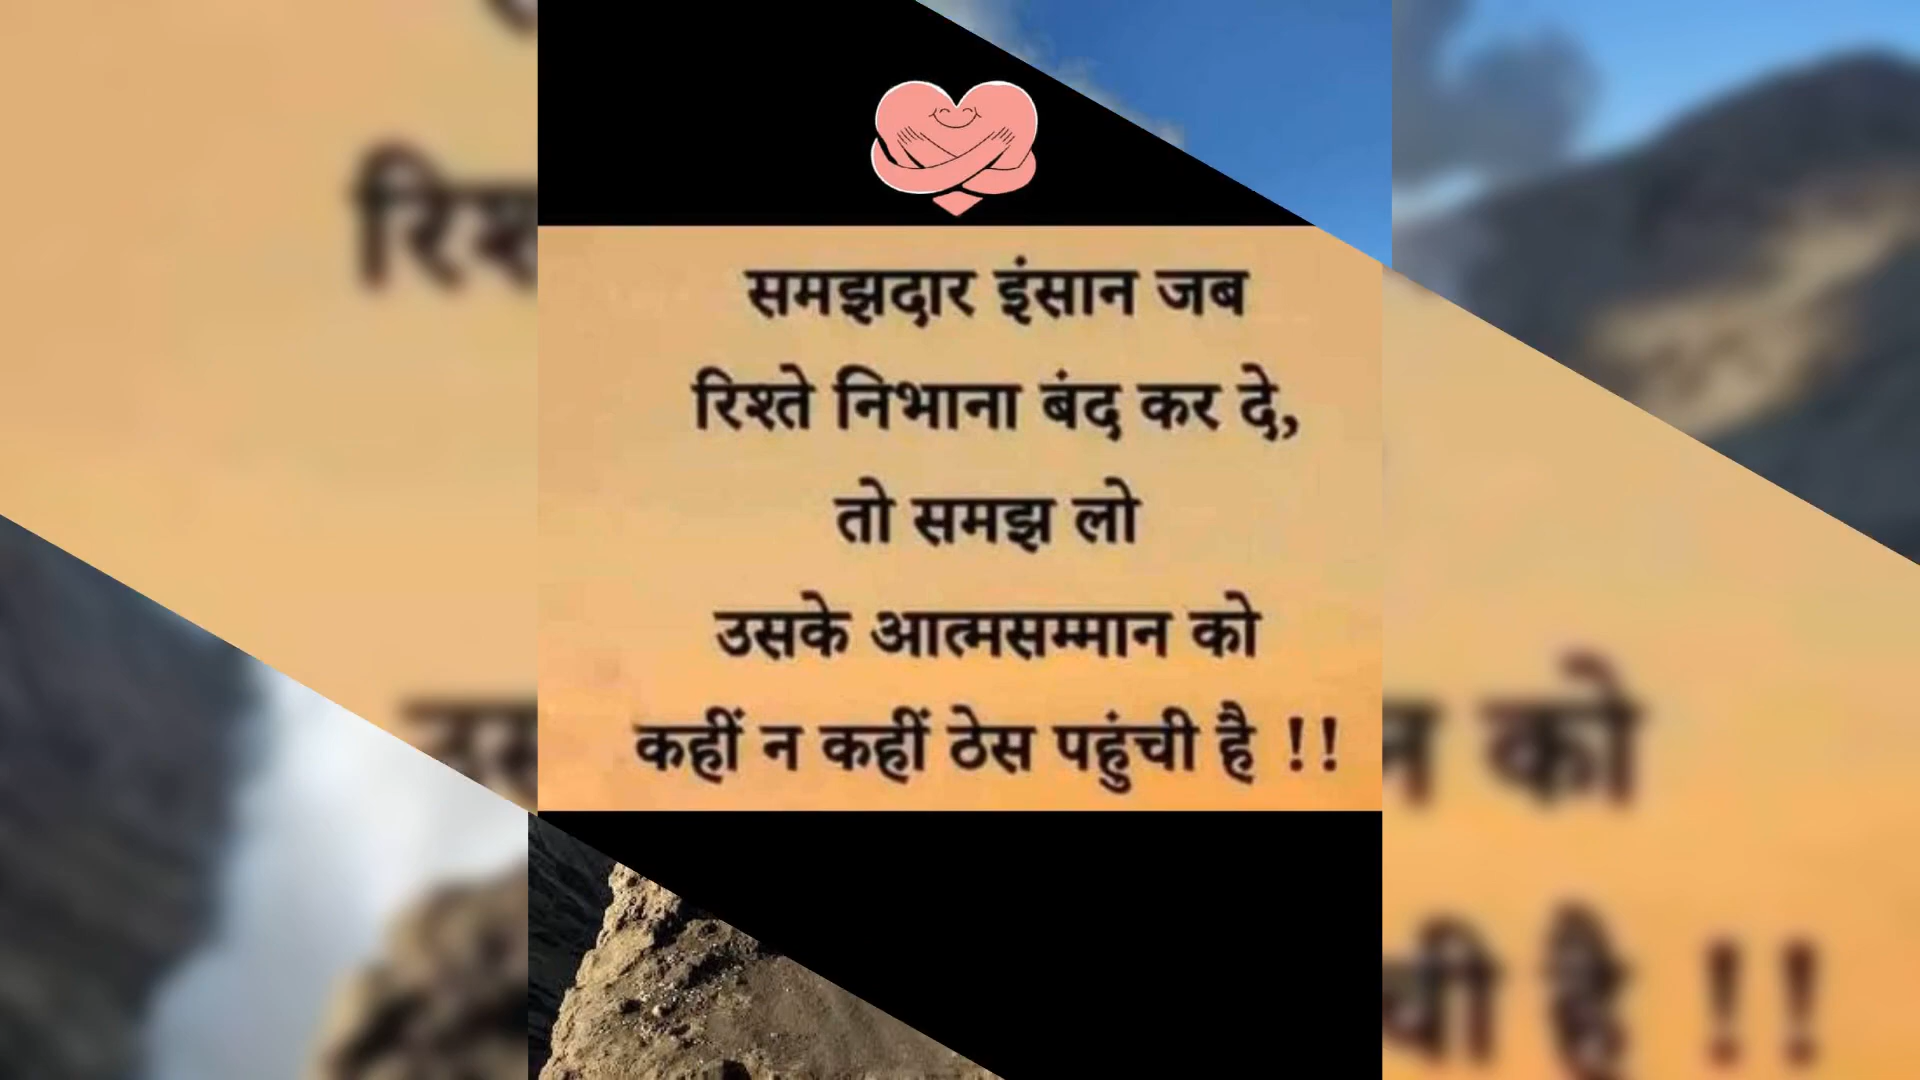 समझदार इंसान जब
रिश्ते निभाना बंद कर दे,
तो समझ लो
उसके आत्मसम्मान को
कहीं न कहीं ठेस पहुंची है !!